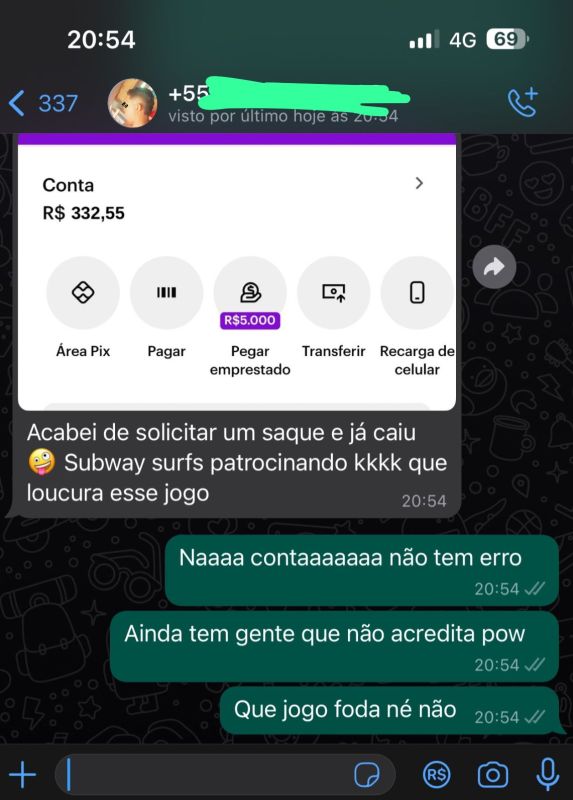 20:54
4G 69
337
+55
visto por último hoje às 20:54
Conta
R$ 332,55
R$5.000
Área Pix
Pagar
Pegar
emprestado
Transferir
Recarga de
celular
Acabei de solicitar um saque e já caiu
🤪 Subway surfs patrocinando kkkk que
loucura esse jogo
20:54
Naaaa contaaaaaaa não tem erro
20:54
Ainda tem gente que não acredita pow
20:54
Que jogo foda né não
20:54
R$